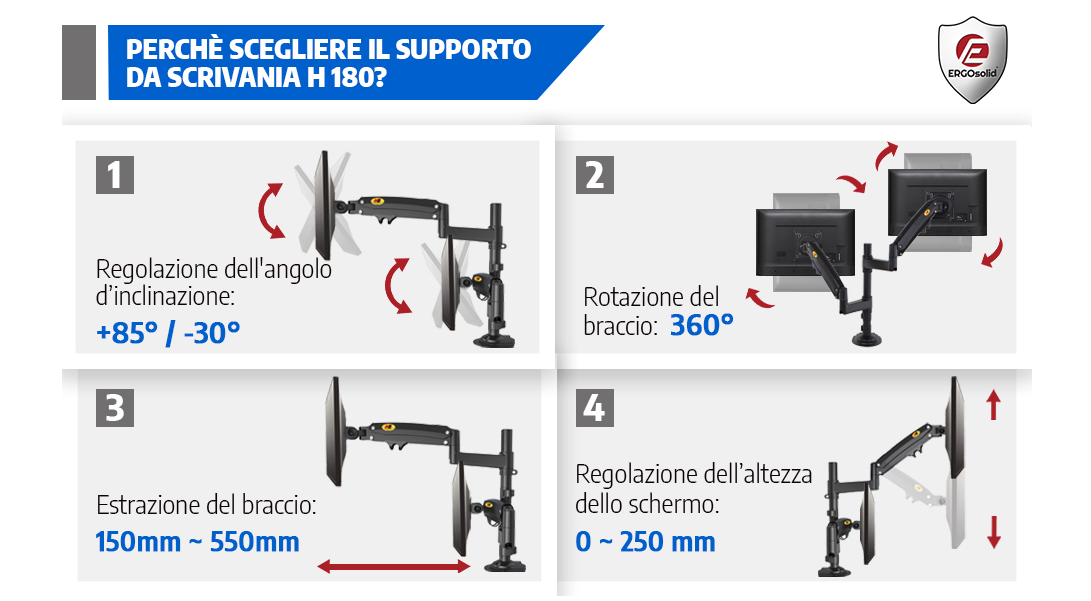 PERCHÈ SCEGLIERE IL SUPPORTO
DA SCRIVANIA H 180?
ERGOsolid
1
Regolazione dell'angolo
d’inclinazione:
+85° / -30°
2
Rotazione del
braccio: 360°
3
Estrazione del braccio:
150mm ~ 550mm
4
Regolazione dell’altezza
dello schermo:
0 ~ 250 mm